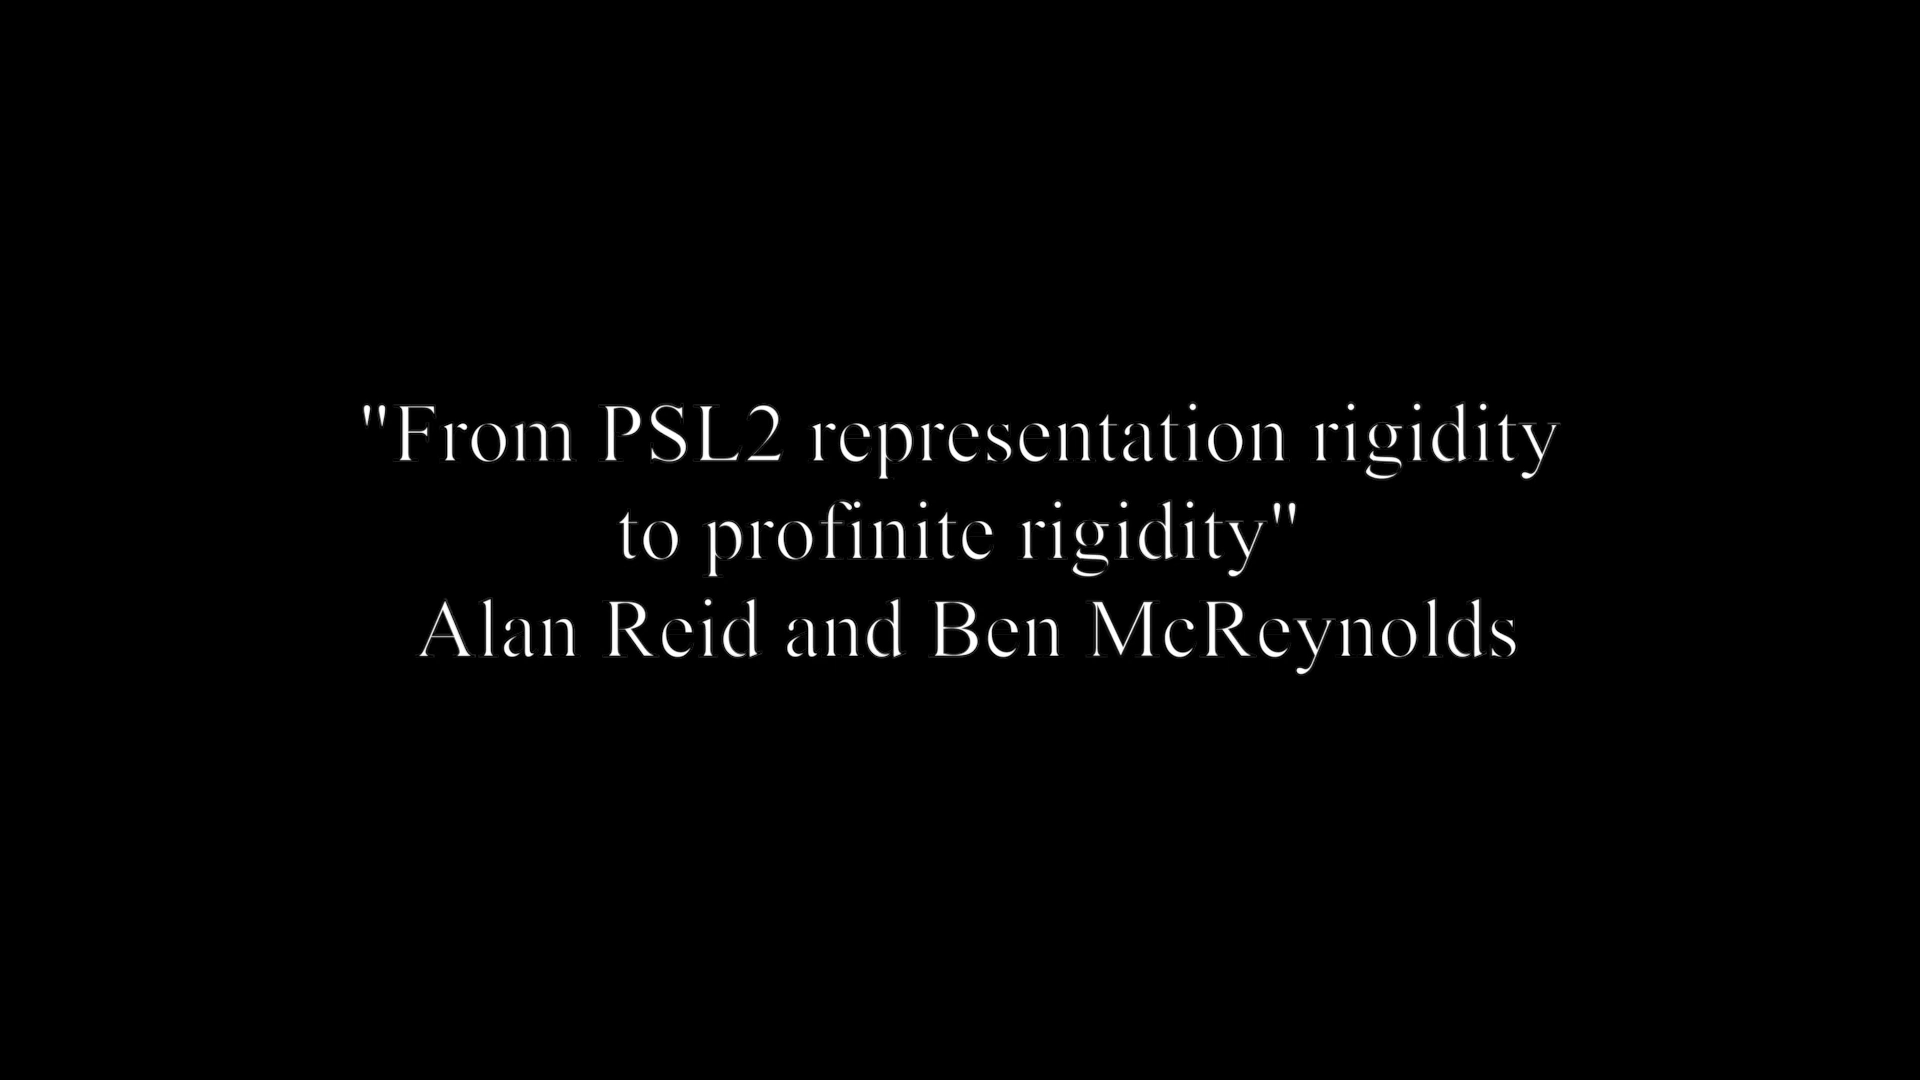 "From PSL2 representation rigidity
to profinite rigidity"
Alan Reid and Ben McReynolds